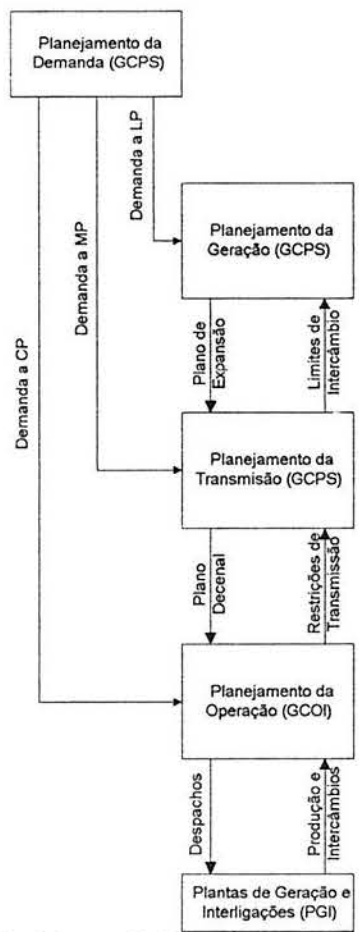 Planejamento da
Demanda (GCPS)
Demanda a LP
Demanda a MP
Demanda a CP
Planejamento da
Geração (GCPS)
Plano de
Expansão
Limites de
Intercâmbio
Planejamento da
Transmisão (GCPS)
Plano
Decenal
Restrições de
Transmissão
Planejamento da
Operação (GCOI)
Despachos
Produção e
Intercâmbios
Plantas de Geração e
Interligações (PGI)